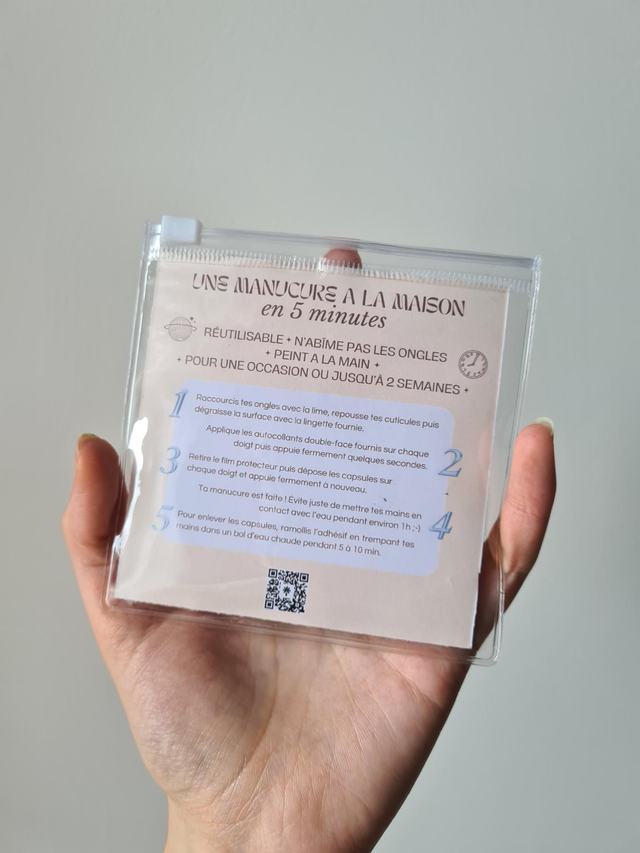 UNE MANUCURE A LA MAISON
en 5 minutes
RÉUTILISABLE ✦ N'ABÎME PAS LES ONGLES
✦ PEINT A LA MAIN ✦
✦ POUR UNE OCCASION OU JUSQU'À 2 SEMAINES ✦
1 Raccourcis tes ongles avec la lime, repousse tes cuticules puis
dégraisse la surface avec la lingette fournie.
Applique les autocollants double-face fournis sur chaque
doigt puis appuie fermement quelques secondes. 2
3 Retire le film protecteur puis dépose les capsules sur
chaque doigt et appuie fermement à nouveau.
Ta manucure est faite ! Évite juste de mettre tes mains en
contact avec l'eau pendant environ 1h ;-) 4
5 Pour enlever les capsules, ramollis l'adhésif en trempant tes
mains dans un bol d'eau chaude pendant 5 à 10 min.